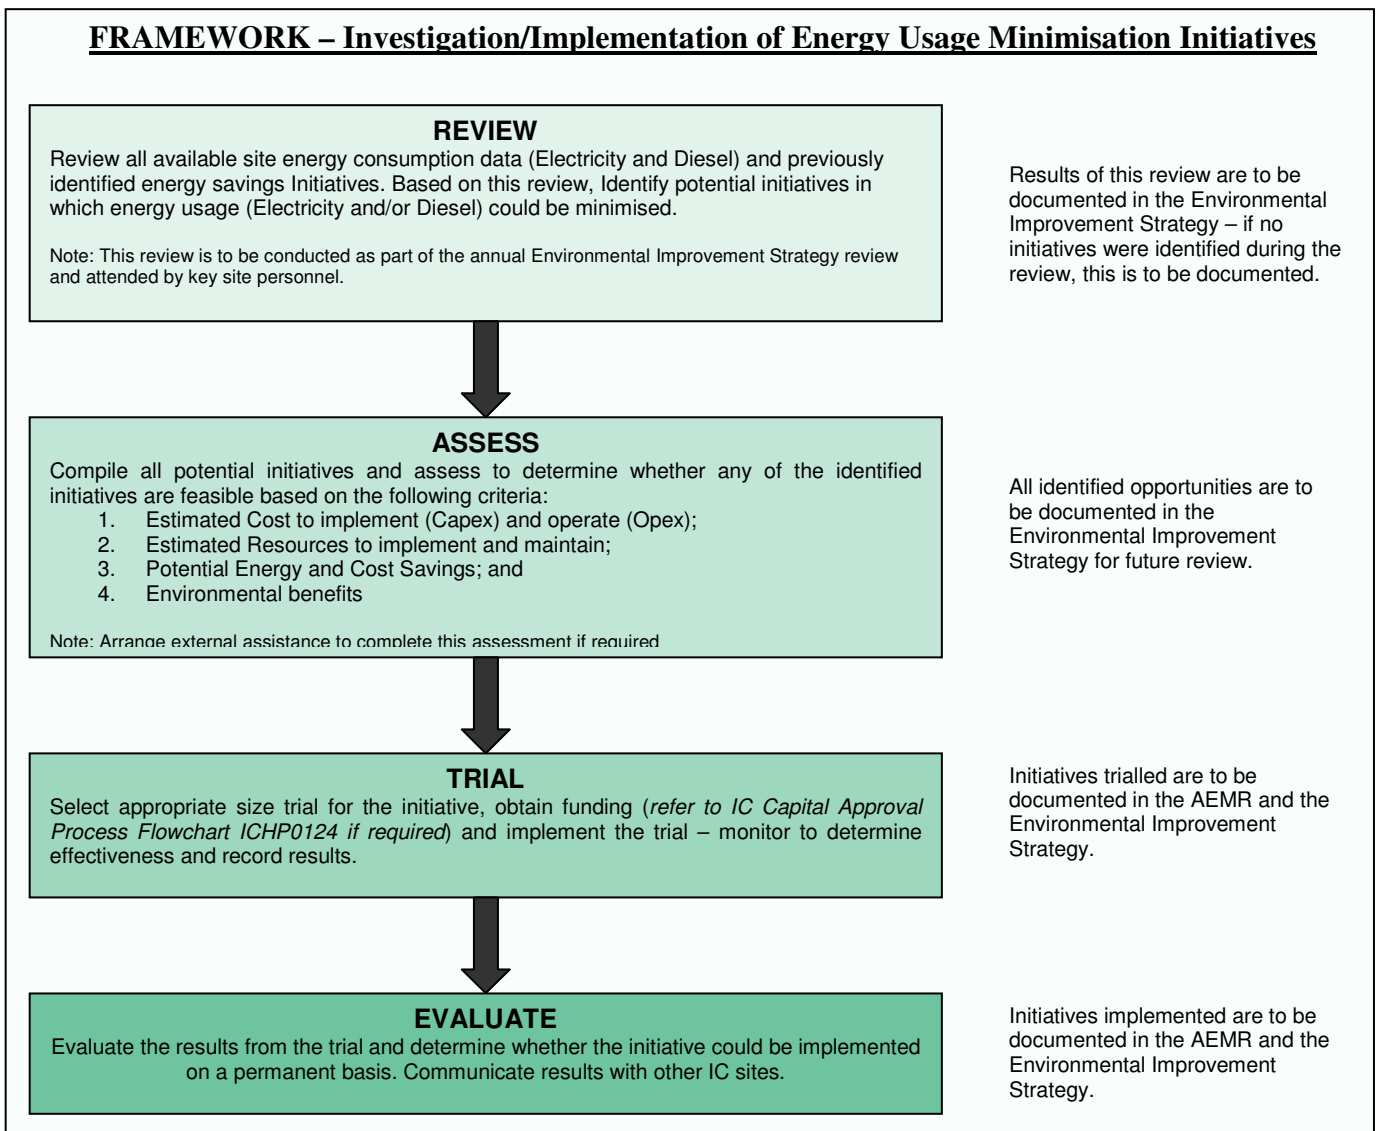 FRAMEWORK – Investigation/Implementation of Energy Usage Minimisation Initiatives
REVIEW
Review all available site energy consumption data (Electricity and Diesel) and previously
identified energy savings Initiatives. Based on this review, Identify potential initiatives in
which energy usage (Electricity and/or Diesel) could be minimised.
Note: This review is to be conducted as part of the annual Environmental Improvement Strategy review
and attended by key site personnel.
Results of this review are to be
documented in the Environmental
Improvement Strategy – if no
initiatives were identified during the
review, this is to be documented.
ASSESS
Compile all potential initiatives and assess to determine whether any of the identified
initiatives are feasible based on the following criteria:
1. Estimated Cost to implement (Capex) and operate (Opex);
2. Estimated Resources to implement and maintain;
3. Potential Energy and Cost Savings; and
4. Environmental benefits
Note: Arrange external assistance to complete this assessment if required
All identified opportunities are to
be documented in the
Environmental Improvement
Strategy for future review.
TRIAL
Select appropriate size trial for the initiative, obtain funding (refer to IC Capital Approval
Process Flowchart ICHP0124 if required) and implement the trial – monitor to determine
effectiveness and record results.
Initiatives trialled are to be
documented in the AEMR and the
Environmental Improvement
Strategy.
EVALUATE
Evaluate the results from the trial and determine whether the initiative could be implemented
on a permanent basis. Communicate results with other IC sites.
Initiatives implemented are to be
documented in the AEMR and the
Environmental Improvement
Strategy.